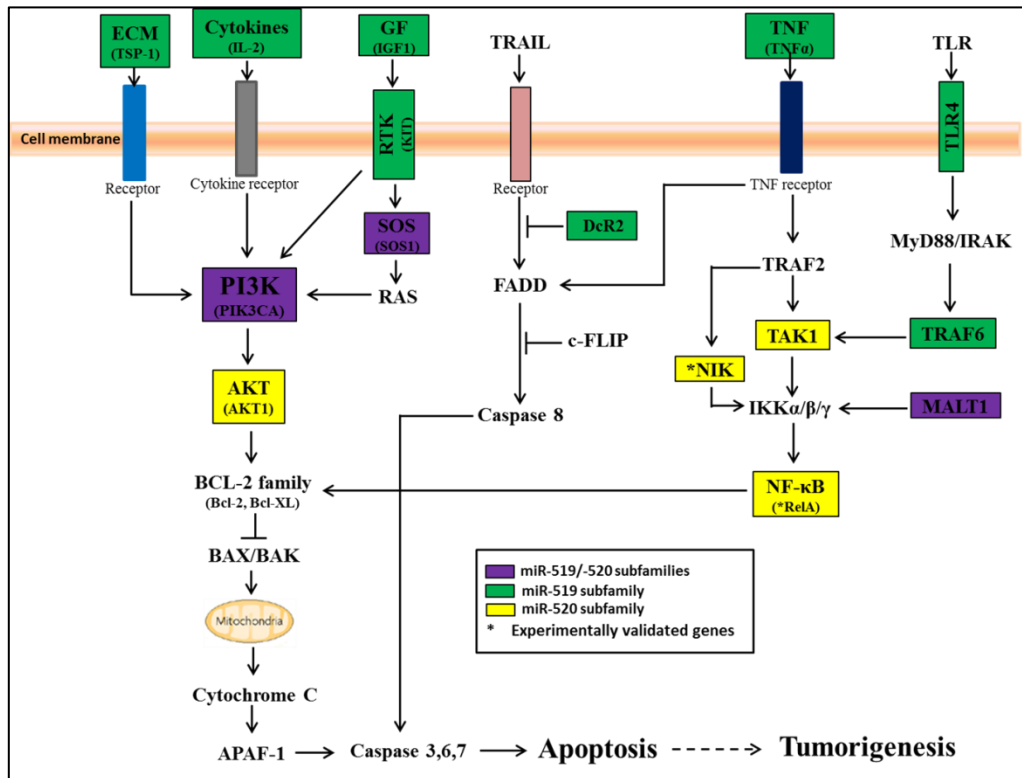 ECM
(TSP-1)
Cytokines
(IL-2)
GF
(IGF1)
TRAIL
TNF
(TNFα)
TLR
Cell membrane
RTK
(KIT)
TLR4
Receptor
Cytokine receptor
Receptor
TNF receptor
SOS
(SOS1)
DcR2
MyD88/IRAK
PI3K
(PIK3CA)
RAS
FADD
TRAF2
c-FLIP
TAK1
TRAF6
*NIK
AKT
(AKT1)
Caspase 8
IKKα/β/γ
MALT1
BCL-2 family
(Bcl-2, Bcl-XL)
NF-κB
(*RelA)
BAX/BAK
miR-519/-520 subfamilies
miR-519 subfamily
miR-520 subfamily
* Experimentally validated genes
Mitochondria
Cytochrome C
APAF-1
Caspase 3,6,7
Apoptosis
Tumorigenesis